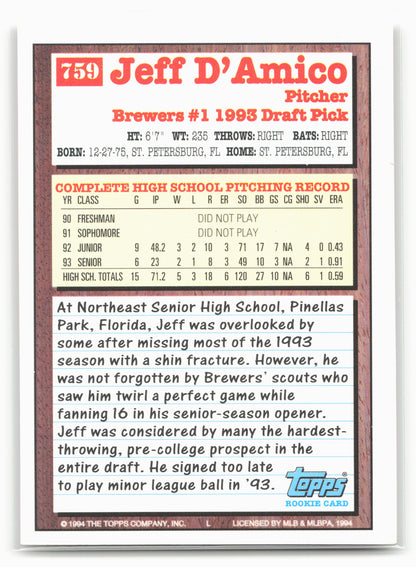 759 Jeff D'Amico
Pitcher
Brewers #1 1993 Draft Pick
HT: 6'7" WT: 235 THROWS: RIGHT BATS: RIGHT
BORN: 12-27-75, ST. PETERSBURG, FL HOME: ST. PETERSBURG, FL
COMPLETE HIGH SCHOOL PITCHING RECORD
YR CLASS G IP W L R ER SO BB GS CG SHO SV ERA
90 FRESHMAN DID NOT PLAY
91 SOPHOMORE DID NOT PLAY
92 JUNIOR 9 48.2 3 2 10 3 71 17 7 NA 4 0 0.43
93 SENIOR 6 23 2 1 8 3 49 10 3 NA 2 1 0.91
HIGH SCH. TOTALS 15 71.2 5 3 18 6 120 27 10 NA 6 1 0.59
At Northeast Senior High School, Pinellas
Park, Florida, Jeff was overlooked by
some after missing most of the 1993
season with a shin fracture. However, he
was not forgotten by Brewers' scouts who
saw him twirl a perfect game while
fanning 16 in his senior-season opener.
Jeff was considered by many the hardest-
throwing, pre-college prospect in the
entire draft. He signed too late
to play minor league ball in '93.
Topps
ROOKIE CARD
© 1994 THE TOPPS COMPANY, INC. L LICENSED BY MLB & MLBPA, 1994